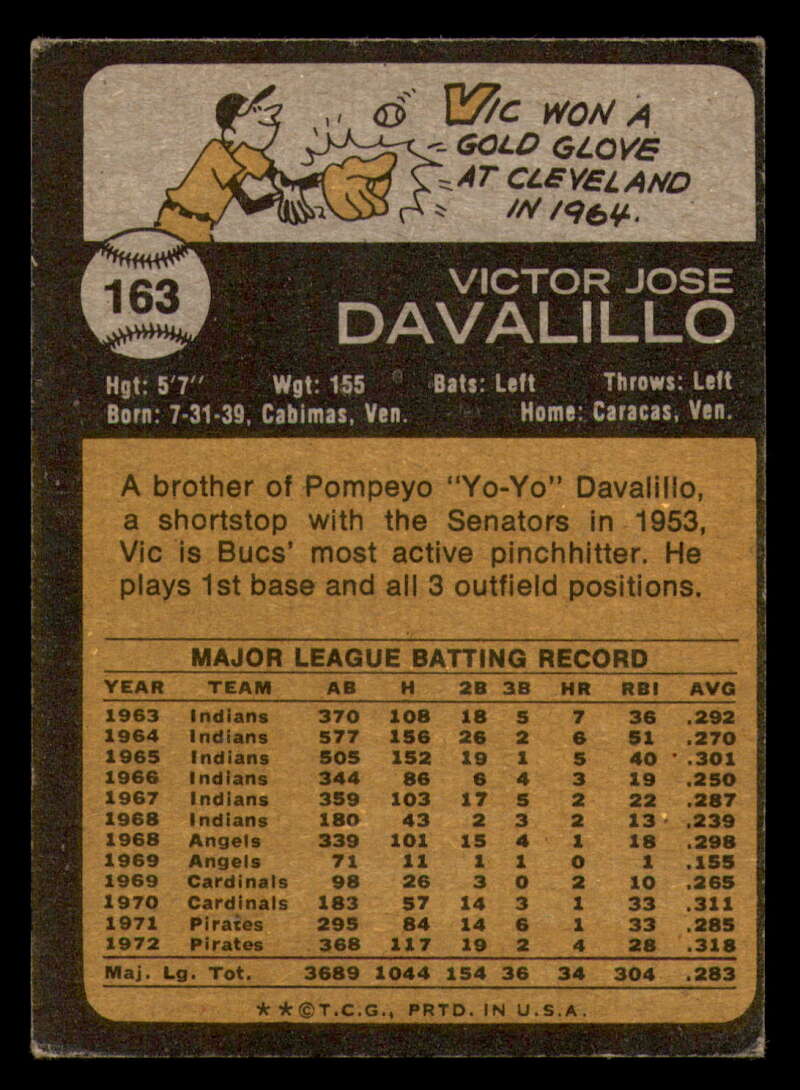 VIC WON A
GOLD GLOVE
AT CLEVELAND
IN 1964.
163
VICTOR JOSE
DAVALILLO
Hgt: 5'7" Wgt: 155 Bats: Left Throws: Left
Born: 7-31-39, Cabimas, Ven. Home: Caracas, Ven.
A brother of Pompeyo "Yo-Yo" Davalillo,
a shortstop with the Senators in 1953,
Vic is Bucs' most active pinchhitter. He
plays 1st base and all 3 outfield positions.
MAJOR LEAGUE BATTING RECORD
YEAR TEAM AB H 2B 3B HR RBI AVG
1963 Indians 370 108 18 5 7 36 .292
1964 Indians 577 156 26 2 6 51 .270
1965 Indians 505 152 19 1 5 40 .301
1966 Indians 344 86 6 4 3 19 .250
1967 Indians 359 103 17 5 2 22 .287
1968 Indians 180 43 2 3 2 13 .239
1968 Angels 339 101 15 4 1 18 .298
1969 Angels 71 11 1 1 0 1 .155
1969 Cardinals 98 26 3 0 2 10 .265
1970 Cardinals 183 57 14 3 1 33 .311
1971 Pirates 295 84 14 6 1 33 .285
1972 Pirates 368 117 19 2 4 28 .318
Maj. Lg. Tot. 3689 1044 154 36 34 304 .283
* *©T.C.G., PRTD. IN U.S.A.